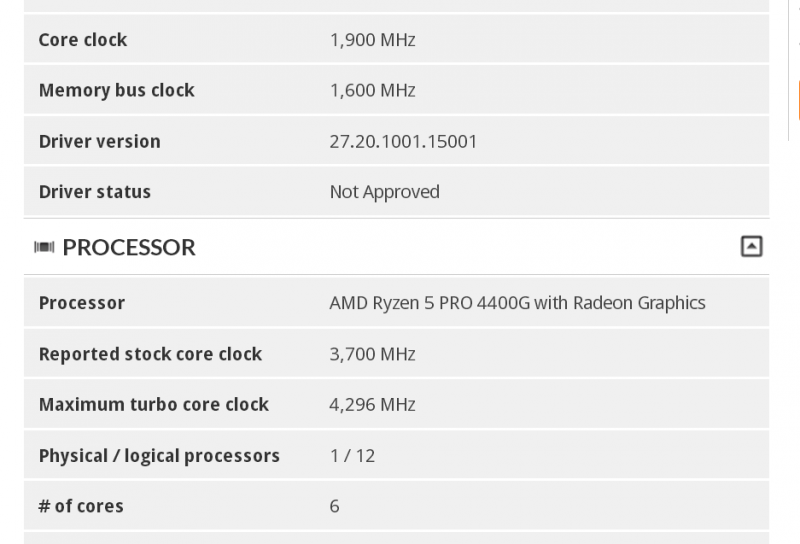 Core clock 1,900 MHz
Memory bus clock 1,600 MHz
Driver version 27.20.1001.15001
Driver status Not Approved
PROCESSOR
Processor AMD Ryzen 5 PRO 4400G with Radeon Graphics
Reported stock core clock 3,700 MHz
Maximum turbo core clock 4,296 MHz
Physical / logical processors 1 / 12
# of cores 6